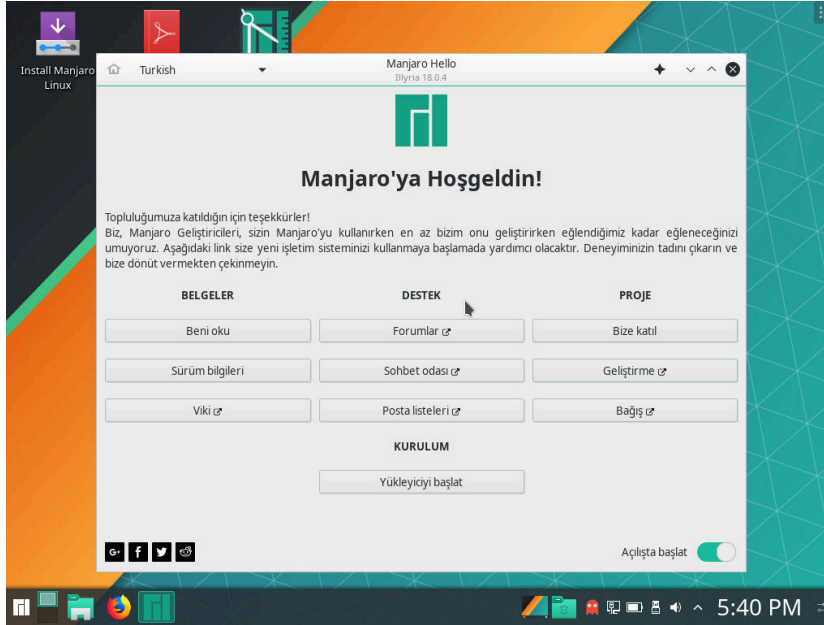 Install Manjaro
Linux
Turkish
Manjaro Hello
Illyria 18.0.4
Manjaro'ya Hoşgeldin!
Topluluğumuza katıldığın için teşekkürler!
Biz, Manjaro Geliştiricileri, sizin Manjaro'yu kullanırken en az bizim onu geliştirirken eğlendiğimiz kadar eğleneceğinizi
umuyoruz. Aşağıdaki link size yeni işletim sisteminizi kullanmaya başlamada yardımcı olacaktır. Deneyiminizin tadını çıkarın ve
bize dönüt vermekten çekinmeyin.
BELGELER DESTEK PROJE
Beni oku Forumlar Bize katıl
Sürüm bilgileri Sohbet odası Geliştirme
Viki Posta listeleri Bağış
KURULUM
Yükleyiciyi başlat
G+ f
Açılışta başlat
5:40 PM